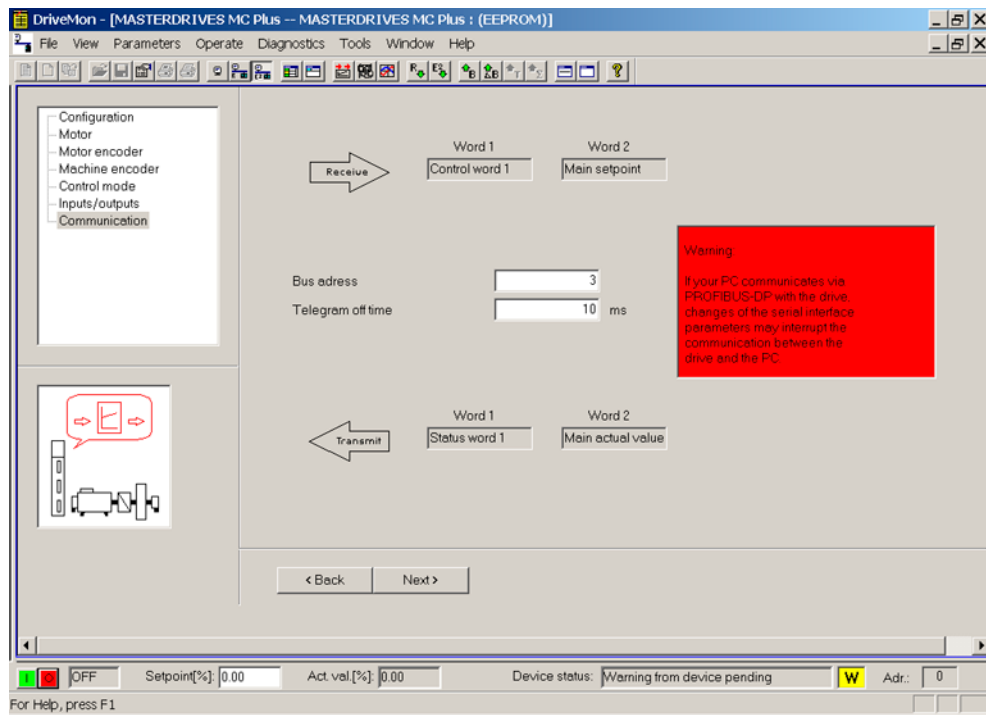 DriveMon - [MASTERDRIVES MC Plus -- MASTERDRIVES MC Plus : (EEPROM)]
File View Parameters Operate Diagnostics Tools Window Help
Configuration
Motor
Motor encoder
Machine encoder
Control mode
Inputs/outputs
Communication
Word 1 Word 2
Receive Control word 1 Main setpoint
Bus adress 3
Telegram off time 10 ms
Warning:
If your PC communicates via
PROFIBUS-DP with the drive,
changes of the serial interface
parameters may interrupt the
communication between the
drive and the PC.
Word 1 Word 2
Transmit Status word 1 Main actual value
< Back Next >
I O OFF Setpoint[%]: 0.00 Act. val.[%]: 0.00 Device status: Warning from device pending W Adr.: 0
For Help, press F1